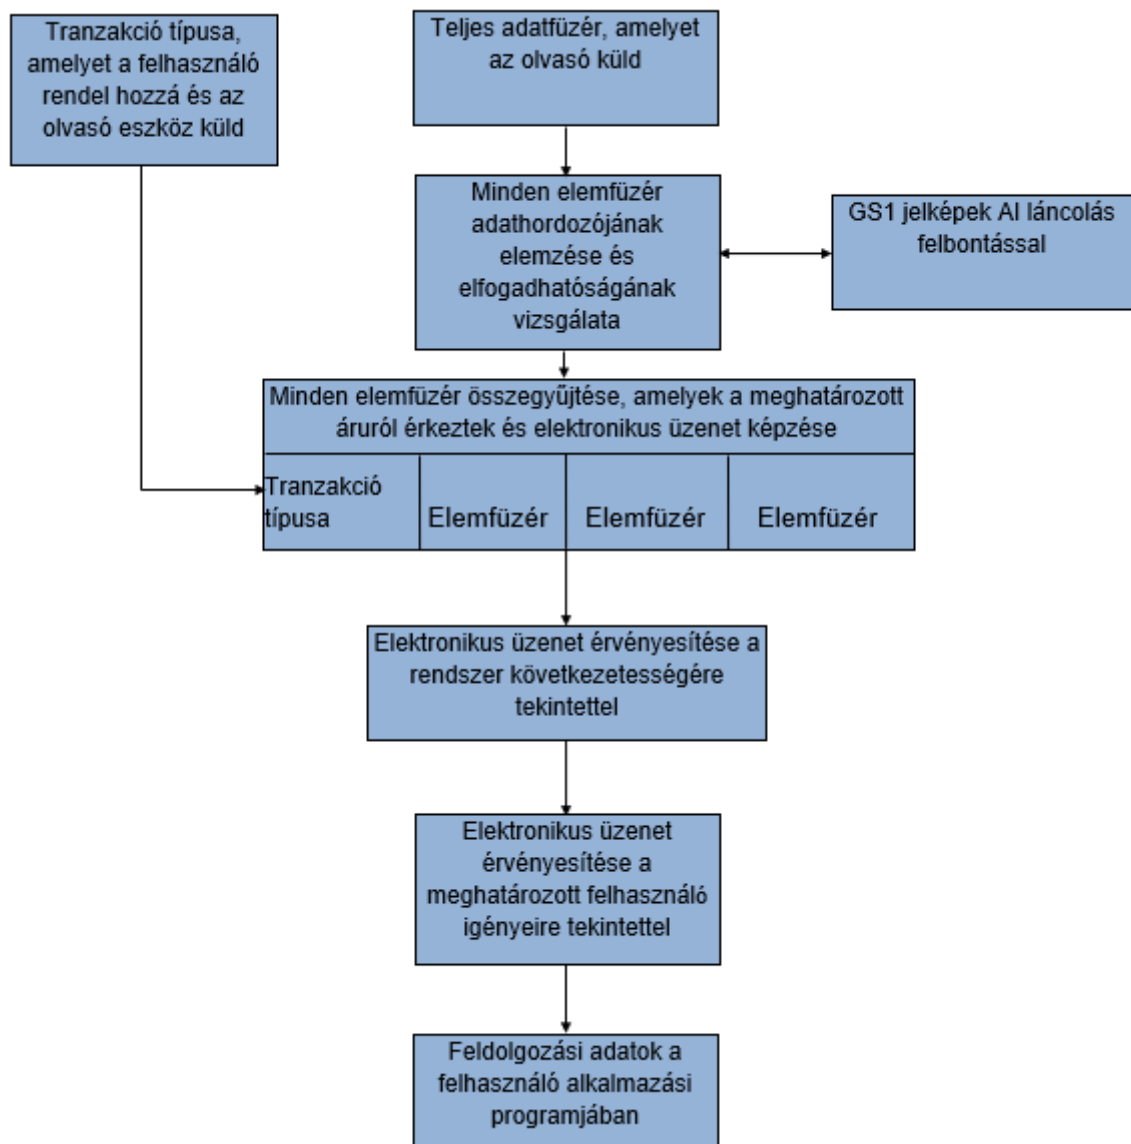 Tranzakció típusa,
amelyet a felhasználó
rendel hozzá és az
olvasó eszköz küld
Teljes adatfüzér, amelyet
az olvasó küld
Minden elemfüzér
adathordozójának
elemzése és
elfogadhatóságának
vizsgálata
GS1 jelképek AI láncolás
felbontással
Minden elemfüzér összegyűjtése, amelyek a meghatározott
áruról érkeztek és elektronikus üzenet képzése
Tranzakció
típusa
Elemfüzér
Elemfüzér
Elemfüzér
Elektronikus üzenet érvényesítése a
rendszer következetességére
tekintettel
Elektronikus üzenet
érvényesítése a
meghatározott felhasználó
igényeire tekintettel
Feldolgozási adatok a
felhasználó alkalmazási
programjában